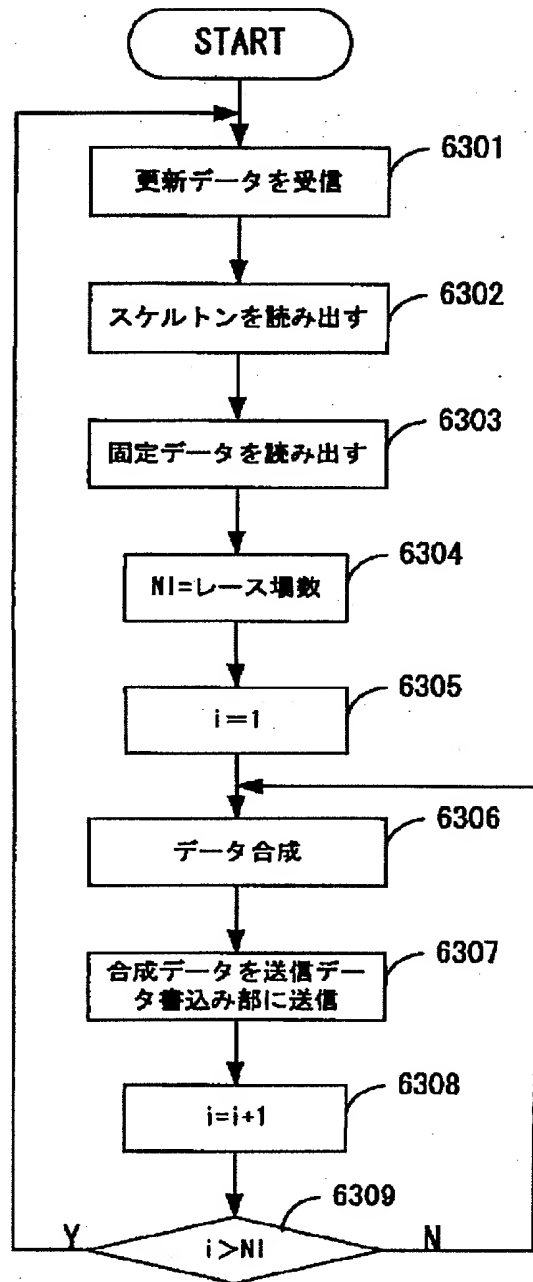 START
6301
更新データを受信
6302
スケルトンを読み出す
6303
固定データを読み出す
6304
NI=レース場数
6305
i=1
6306
データ合成
6307
合成データを送信デー
タ書込み部に送信
6308
i=i+1
6309
Y
i>NI
N